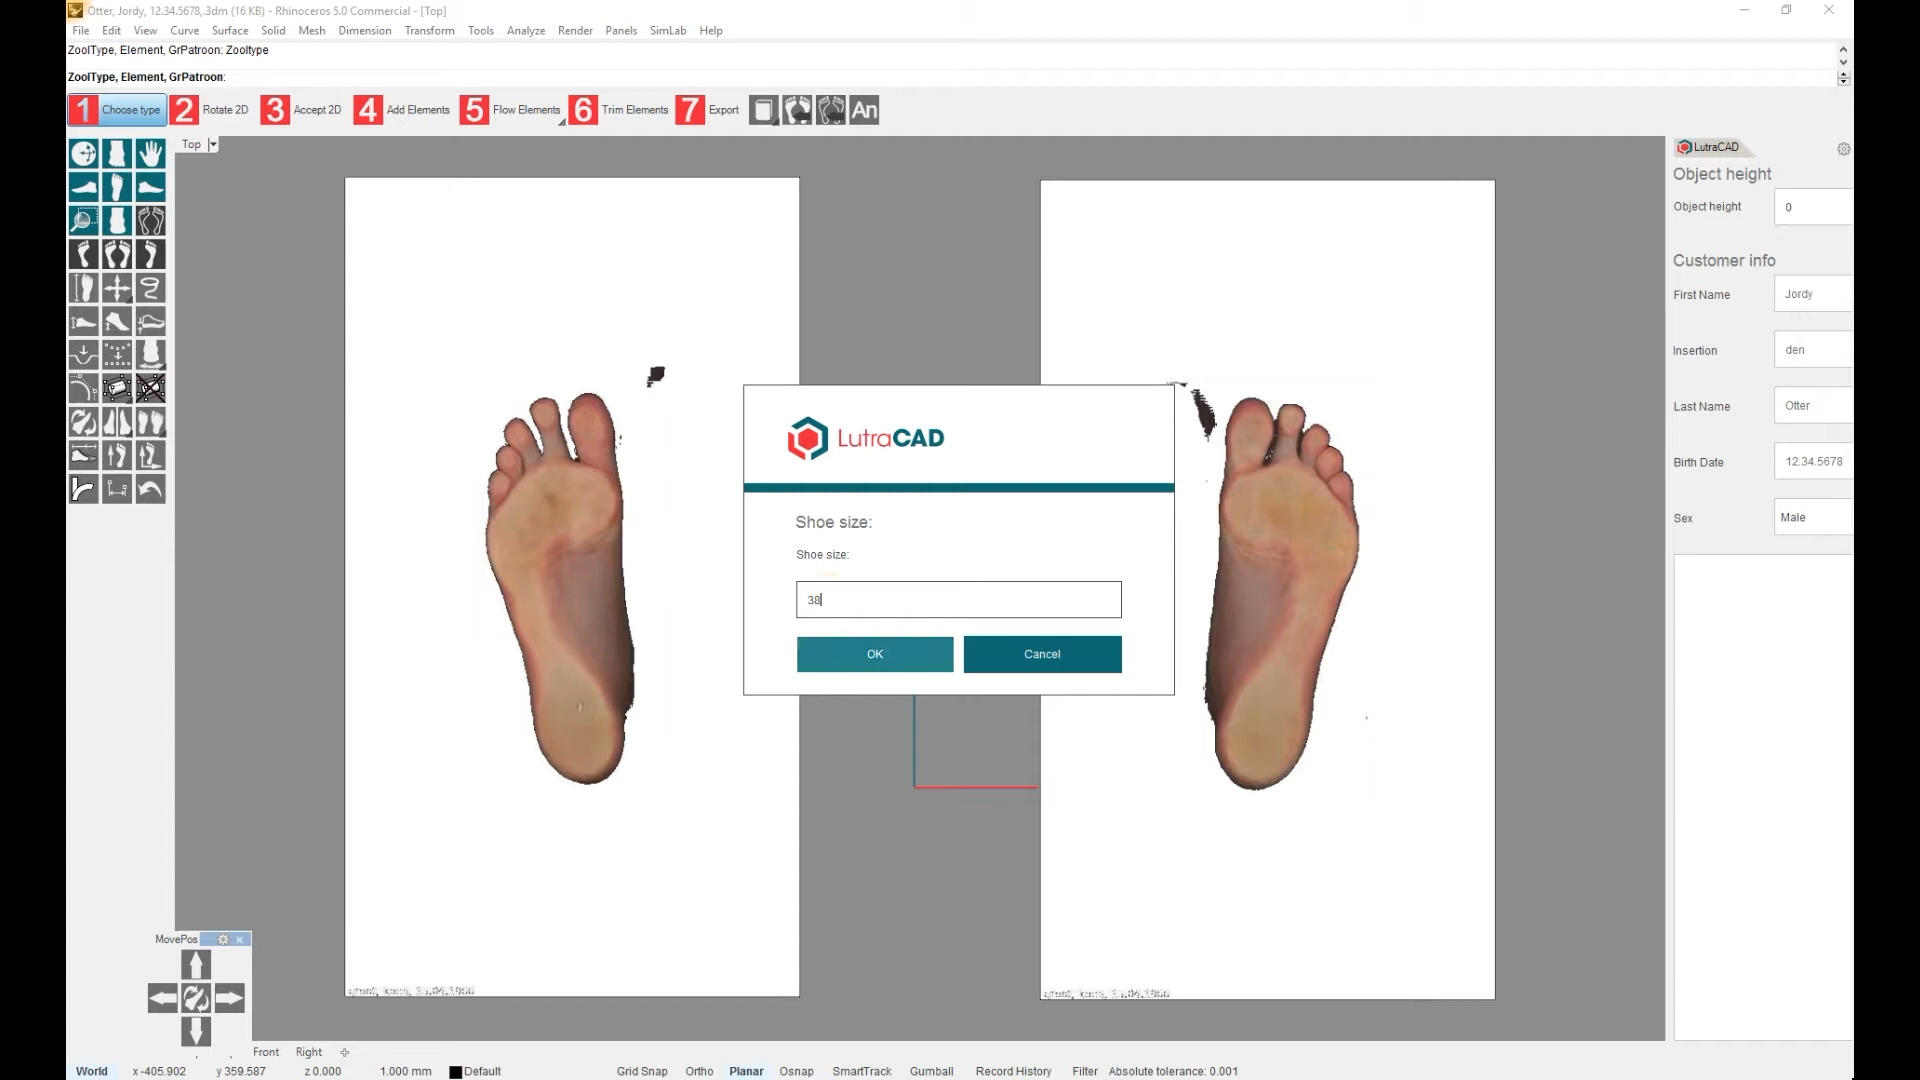 Otter, Jordy, 12.34.5678,.3dm (16 KB) - Rhinoceros 5.0 Commercial - [Top]
File Edit View Curve Surface Solid Mesh Dimension Transform Tools Analyze Render Panels SimLab Help
ZoolType, Element, GrPatroon: Zooltype
ZoolType, Element, GrPatroon:
1 Choose type 2 Rotate 2D 3 Accept 2D 4 Add Elements 5 Flow Elements 6 Trim Elements 7 Export An
Top
LutraCAD
Object height
Object height 0
Customer info
First Name Jordy
Insertion den
Last Name Otter
Birth Date 12.34.5678
Sex Male
LutraCAD
Shoe size:
Shoe size:
38
OK Cancel
MovePos
Front Right
World x -405.902 y 359.587 z 0.000 1.000 mm Default Grid Snap Ortho Planar Osnap SmartTrack Gumball Record History Filter Absolute tolerance: 0.001